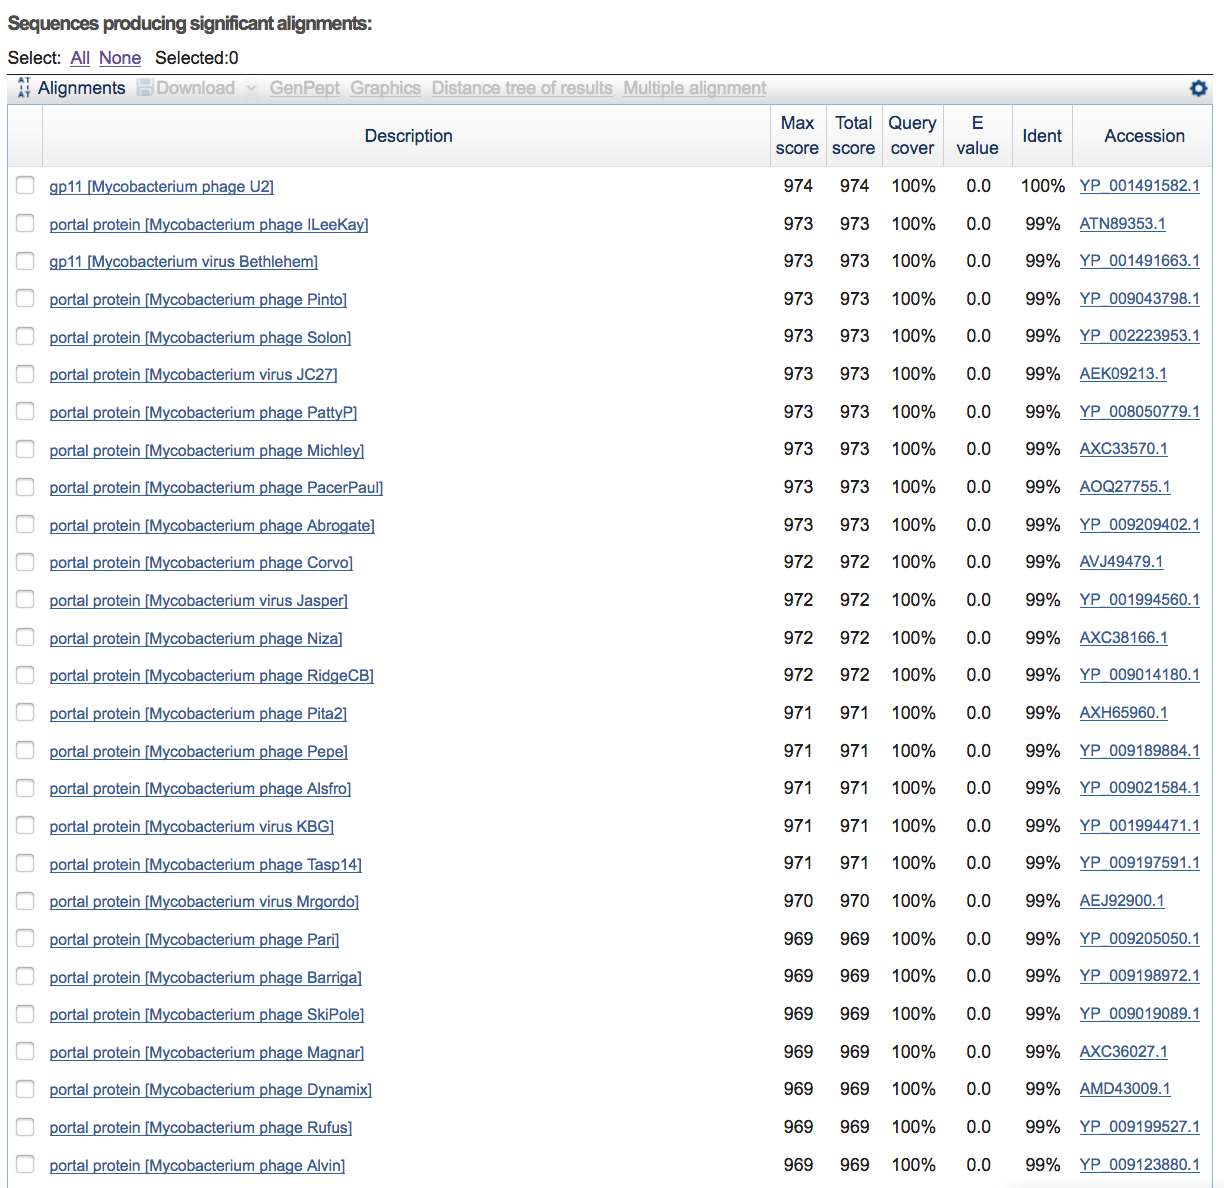 Sequences producing significant alignments:
Select: All None Selected:0
Alignments Download GenPept Graphics Distance tree of results Multiple alignment
Description Max score Total score Query cover E value Ident Accession
gp11 [Mycobacterium phage U2] 974 974 100% 0.0 100% YP_001491582.1
portal protein [Mycobacterium phage ILeeKay] 973 973 100% 0.0 99% ATN89353.1
gp11 [Mycobacterium virus Bethlehem] 973 973 100% 0.0 99% YP_001491663.1
portal protein [Mycobacterium phage Pinto] 973 973 100% 0.0 99% YP_009043798.1
portal protein [Mycobacterium phage Solon] 973 973 100% 0.0 99% YP_002223953.1
portal protein [Mycobacterium virus JC27] 973 973 100% 0.0 99% AEK09213.1
portal protein [Mycobacterium phage PattyP] 973 973 100% 0.0 99% YP_008050779.1
portal protein [Mycobacterium phage Michley] 973 973 100% 0.0 99% AXC33570.1
portal protein [Mycobacterium phage PacerPaul] 973 973 100% 0.0 99% AOQ27755.1
portal protein [Mycobacterium phage Abrogate] 973 973 100% 0.0 99% YP_009209402.1
portal protein [Mycobacterium phage Corvo] 972 972 100% 0.0 99% AVJ49479.1
portal protein [Mycobacterium virus Jasper] 972 972 100% 0.0 99% YP_001994560.1
portal protein [Mycobacterium phage Niza] 972 972 100% 0.0 99% AXC38166.1
portal protein [Mycobacterium phage RidgeCB] 972 972 100% 0.0 99% YP_009014180.1
portal protein [Mycobacterium phage Pita2] 971 971 100% 0.0 99% AXH65960.1
portal protein [Mycobacterium phage Pepe] 971 971 100% 0.0 99% YP_009189884.1
portal protein [Mycobacterium phage Alsfro] 971 971 100% 0.0 99% YP_009021584.1
portal protein [Mycobacterium virus KBG] 971 971 100% 0.0 99% YP_001994471.1
portal protein [Mycobacterium phage Tasp14] 971 971 100% 0.0 99% YP_009197591.1
portal protein [Mycobacterium virus Mrgordo] 970 970 100% 0.0 99% AEJ92900.1
portal protein [Mycobacterium phage Pari] 969 969 100% 0.0 99% YP_009205050.1
portal protein [Mycobacterium phage Barriga] 969 969 100% 0.0 99% YP_009198972.1
portal protein [Mycobacterium phage SkiPole] 969 969 100% 0.0 99% YP_009019089.1
portal protein [Mycobacterium phage Magnar] 969 969 100% 0.0 99% AXC36027.1
portal protein [Mycobacterium phage Dynamix] 969 969 100% 0.0 99% AMD43009.1
portal protein [Mycobacterium phage Rufus] 969 969 100% 0.0 99% YP_009199527.1
portal protein [Mycobacterium phage Alvin] 969 969 100% 0.0 99% YP_009123880.1